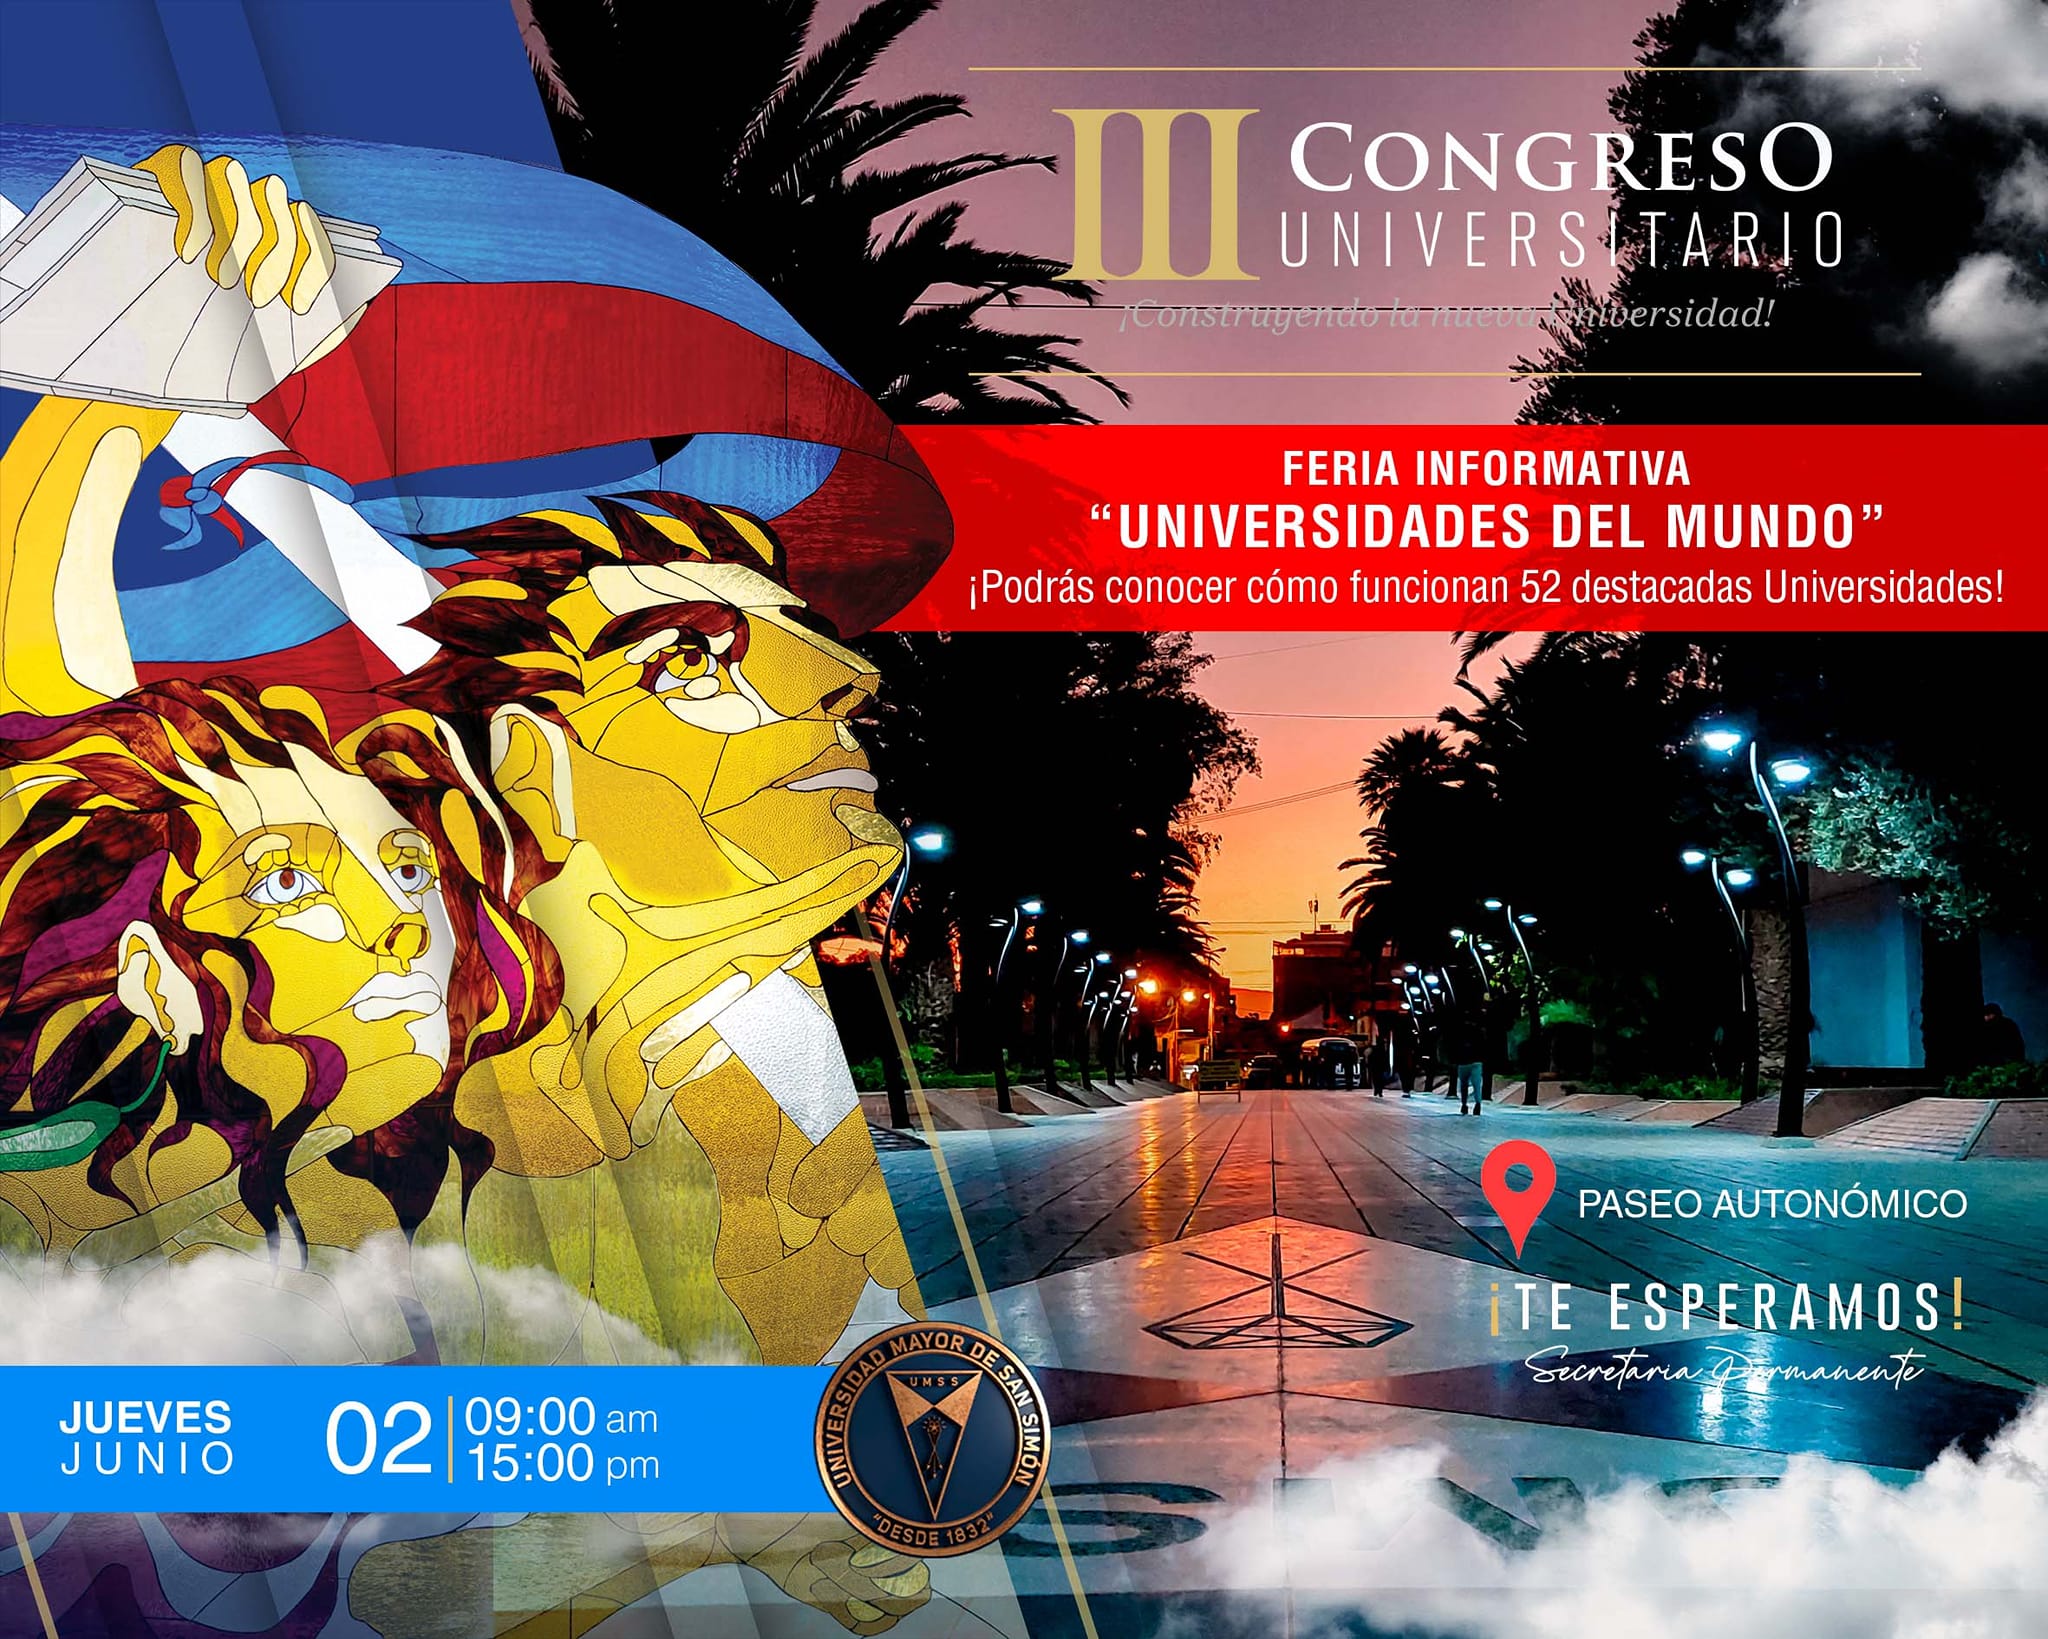 III CONGRESO
UNIVERSITARIO
¡Construyendo la nueva Universidad!
FERIA INFORMATIVA
“UNIVERSIDADES DEL MUNDO”
¡Podrás conocer cómo funcionan 52 destacadas Universidades!
PASEO AUTONÓMICO
¡TE ESPERAMOS!
Secretaria Permanente
JUEVES
JUNIO
02
09:00 am
15:00 pm
UNIVERSIDAD MAYOR DE SAN SIMÓN
UMSS
"DESDE 1832"